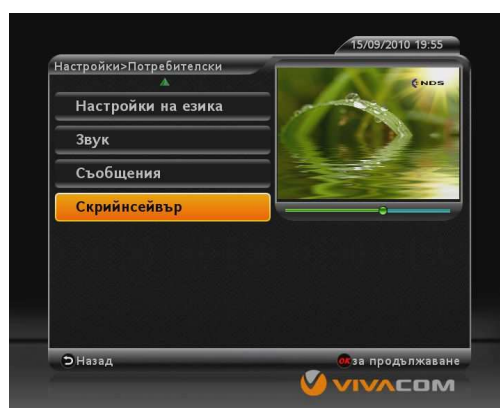 15/09/2010 19:55
Настройки>Потребителски
NDS
Настройки на езика
Звук
Съобщения
Скрийнсейвър
Назад
OK за продължаване
VIVACOM